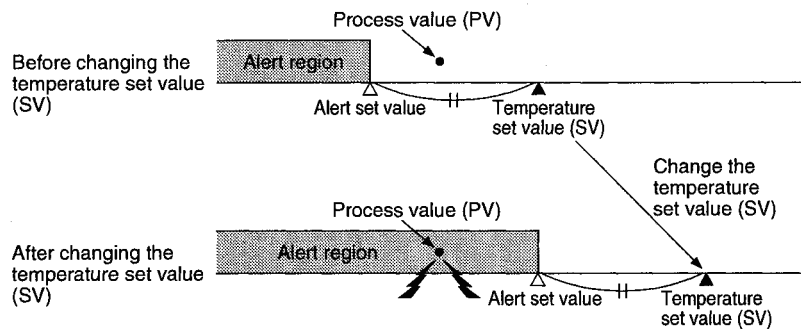 Process value (PV)
Before changing the
temperature set value
(SV)
Alert region
Alert set value
Temperature
set value (SV)
Change the
temperature
set value (SV)
Process value (PV)
After changing the
temperature set value
(SV)
Alert region
Alert set value
Temperature
set value (SV)